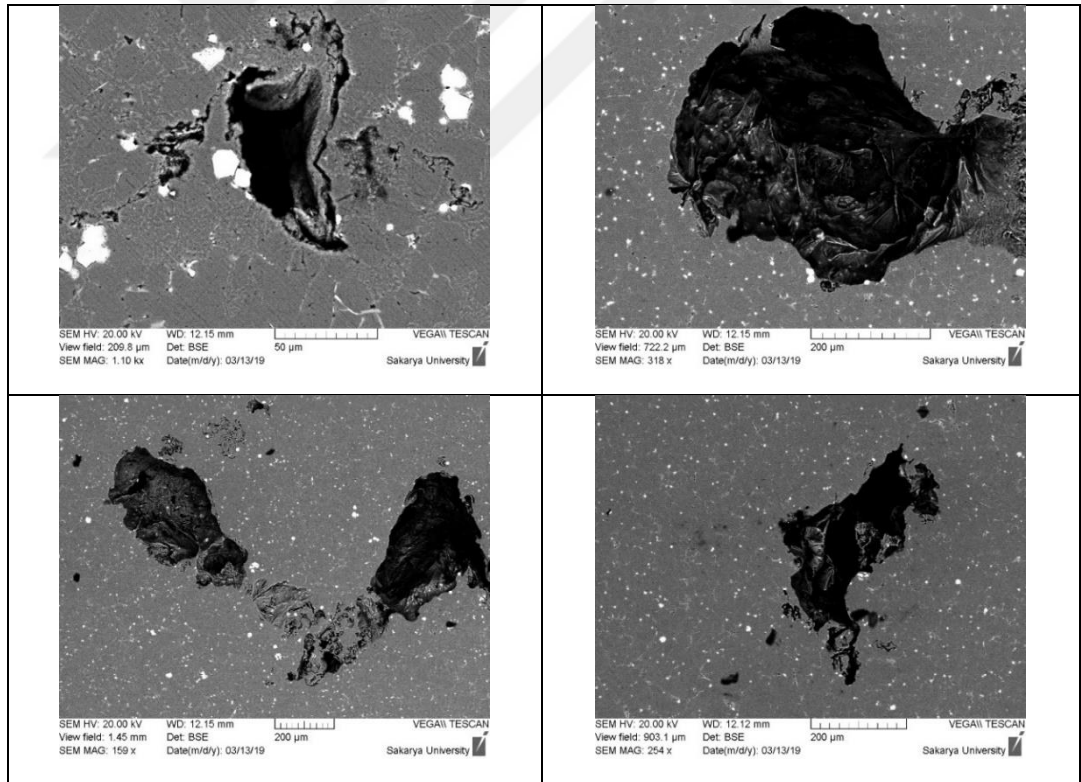 SEM HV: 20.00 kV WD: 12.15 mm VEGA\\ TESCAN
View field: 209.8 µm Det: BSE 50 µm
SEM MAG: 1.10 kx Date(m/d/y): 03/13/19 Sakarya University
SEM HV: 20.00 kV WD: 12.15 mm VEGA\\ TESCAN
View field: 722.2 µm Det: BSE 200 µm
SEM MAG: 318 x Date(m/d/y): 03/13/19 Sakarya University
SEM HV: 20.00 kV WD: 12.15 mm VEGA\\ TESCAN
View field: 1.45 mm Det: BSE 200 µm
SEM MAG: 159 x Date(m/d/y): 03/13/19 Sakarya University
SEM HV: 20.00 kV WD: 12.12 mm VEGA\\ TESCAN
View field: 903.1 µm Det: BSE 200 µm
SEM MAG: 254 x Date(m/d/y): 03/13/19 Sakarya University